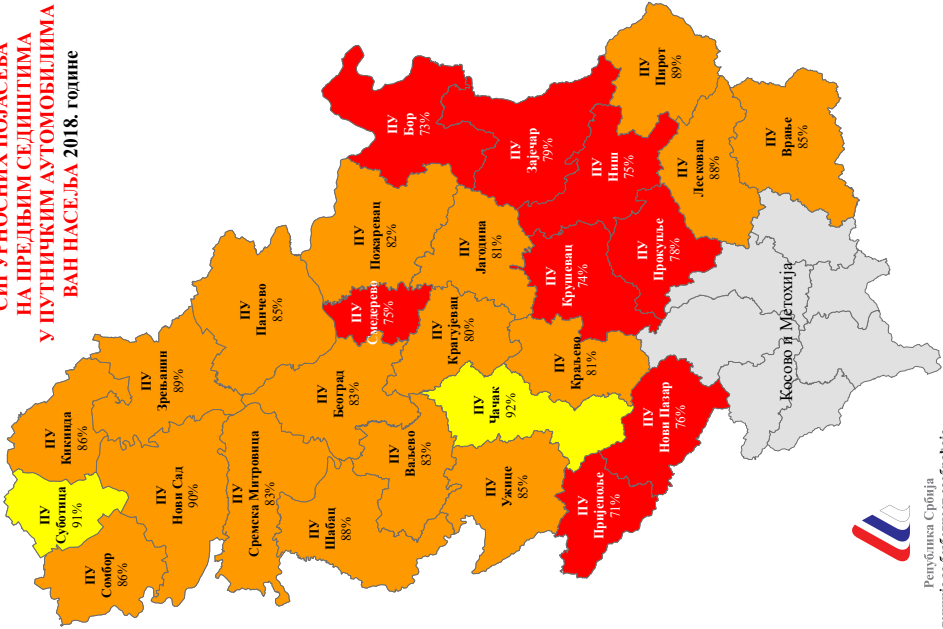 СИГУРНОСНИХ ПОЈАСЕВА
НА ПРЕДЊИМ СЕДИШТИМА
У ПУТНИЧКИМ АУТОМОБИЛИМА
ВАН НАСЕЉА 2018. године
ПУ
Суботица
91%
ПУ
Сомбор
86%
ПУ
Кикинда
86%
ПУ
Нови Сад
90%
ПУ
Зрењанин
89%
ПУ
Сремска Митровица
83%
ПУ
Панчево
85%
ПУ
Шабац
88%
ПУ
Београд
83%
ПУ
Ваљево
83%
ПУ
Смедерево
75%
ПУ
Пожаревац
82%
ПУ
Бор
73%
ПУ
Крагујевац
80%
ПУ
Јагодина
81%
ПУ
Зајечар
79%
ПУ
Ужице
85%
ПУ
Чачак
92%
ПУ
Краљево
81%
ПУ
Крушевац
74%
ПУ
Ниш
75%
ПУ
Пирот
89%
ПУ
Пријепоље
71%
ПУ
Нови Пазар
76%
ПУ
Прокупље
78%
ПУ
Лесковац
88%
ПУ
Врање
85%
Косово и Метохија
Република Србија